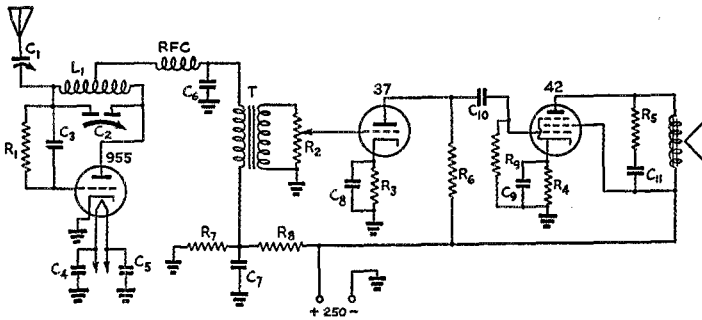 C1
L1
RFC
C6
T
R2
37
C10
42
R5
C2
C3
R1
955
C8
R3
R6
R9
C9
R4
C11
C4
C5
R7
R8
C7
+ 250 -